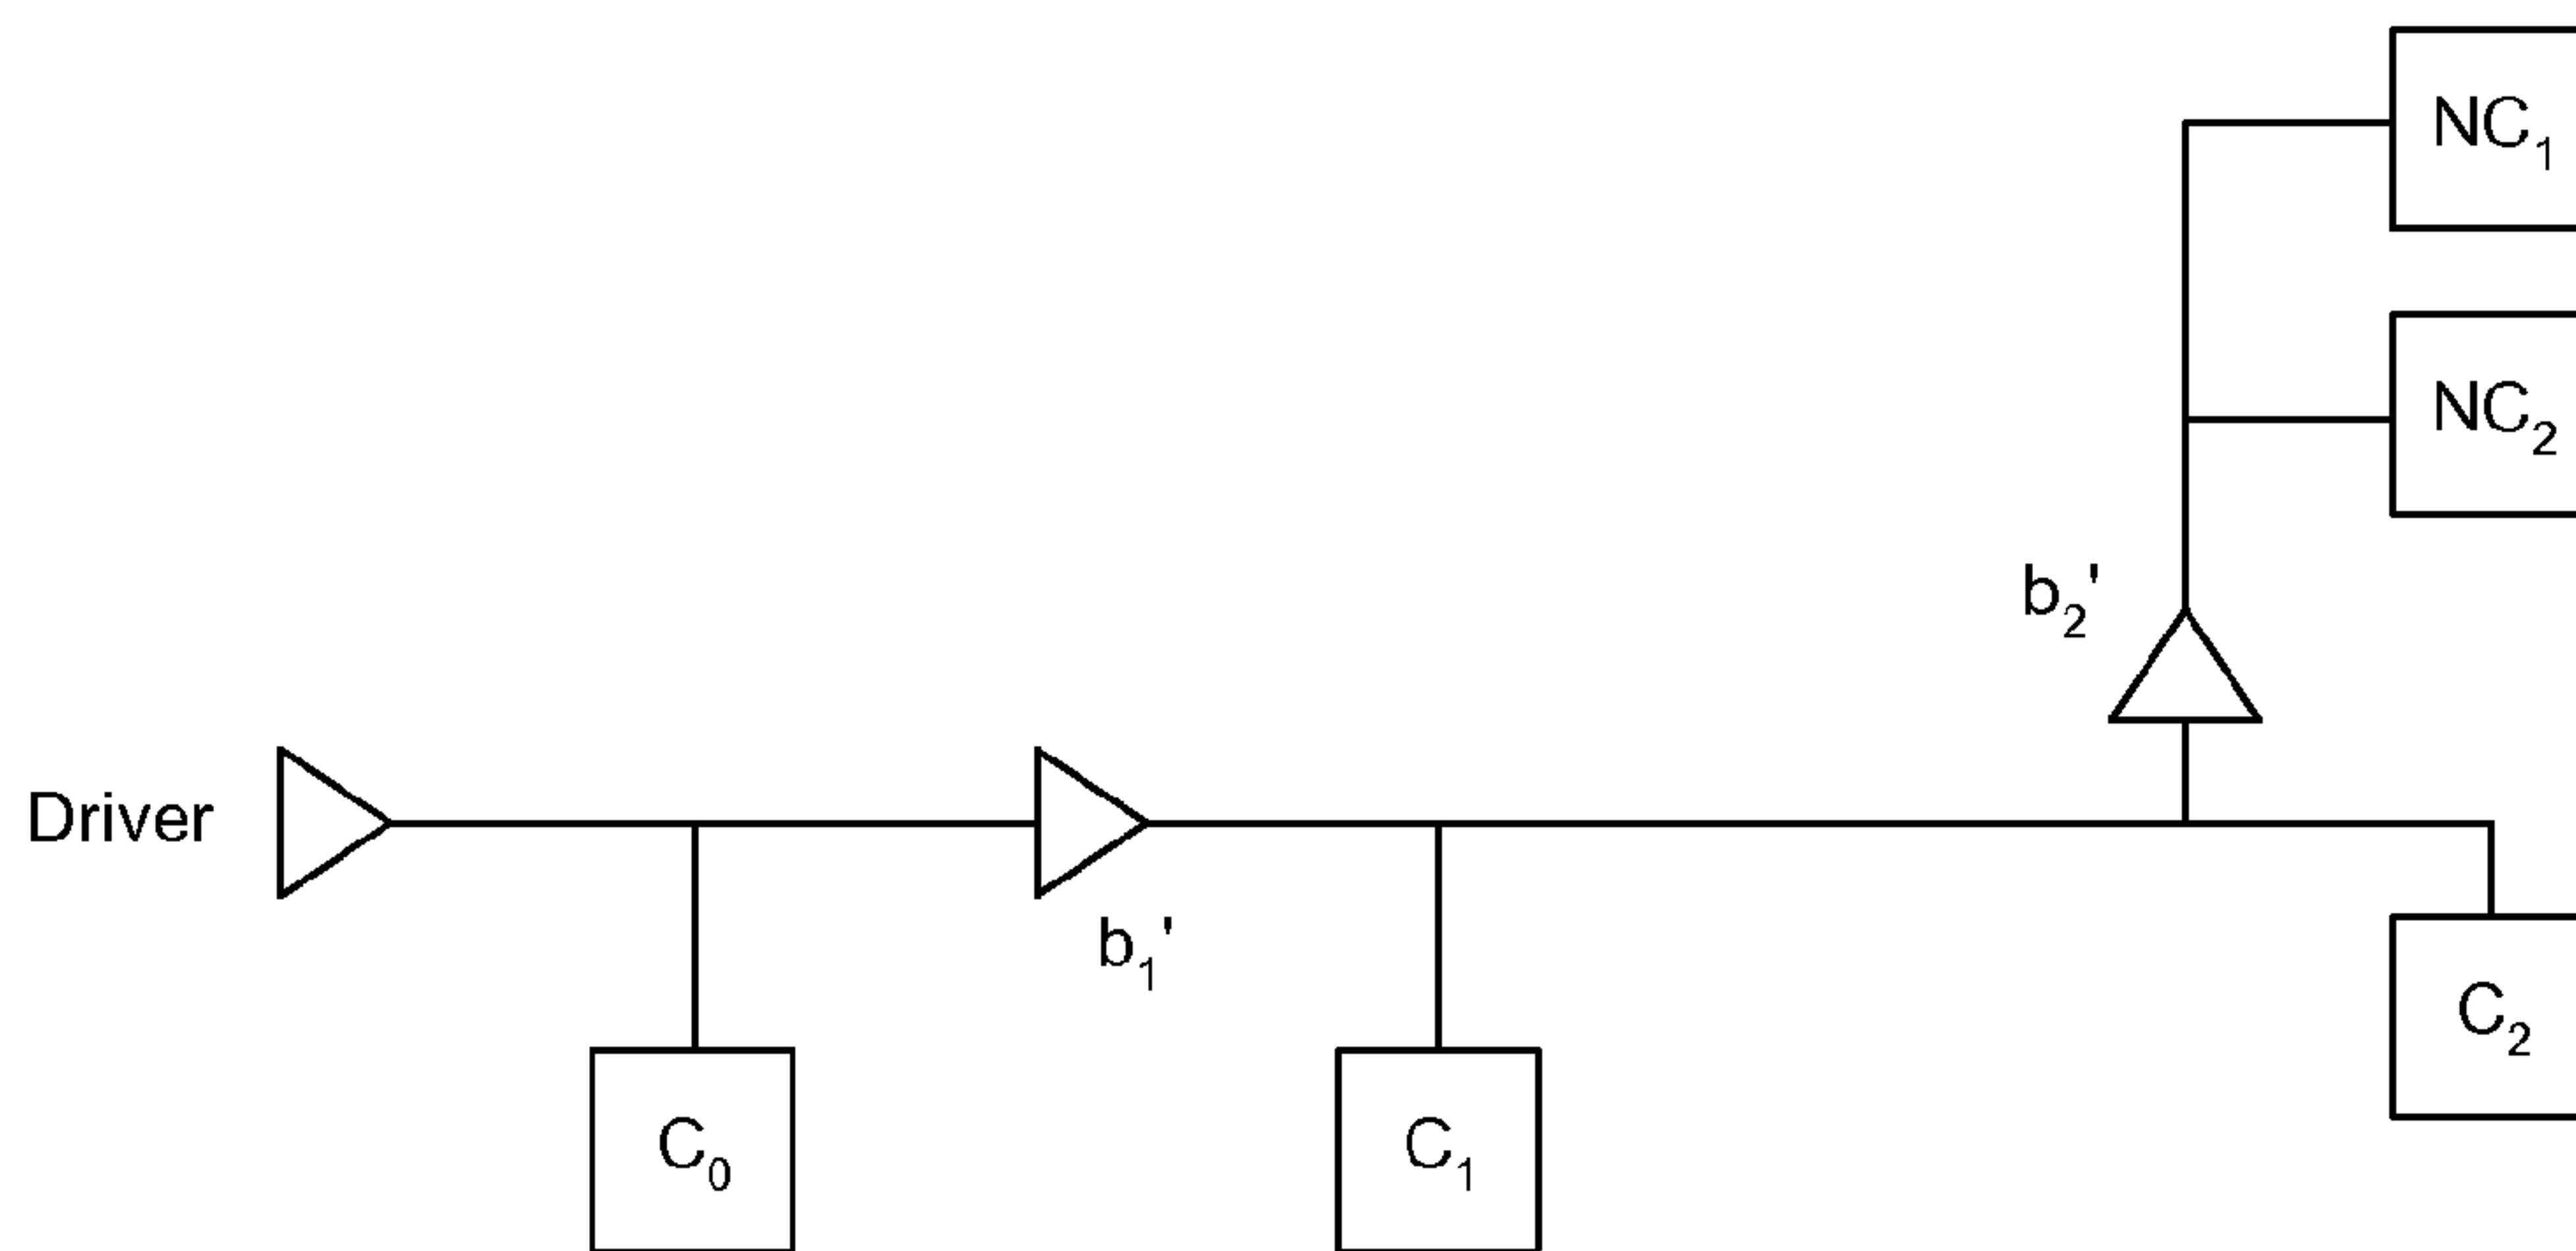 NC₁
NC₂
b₂'
Driver
b₁'
C₂
C₀
C₁